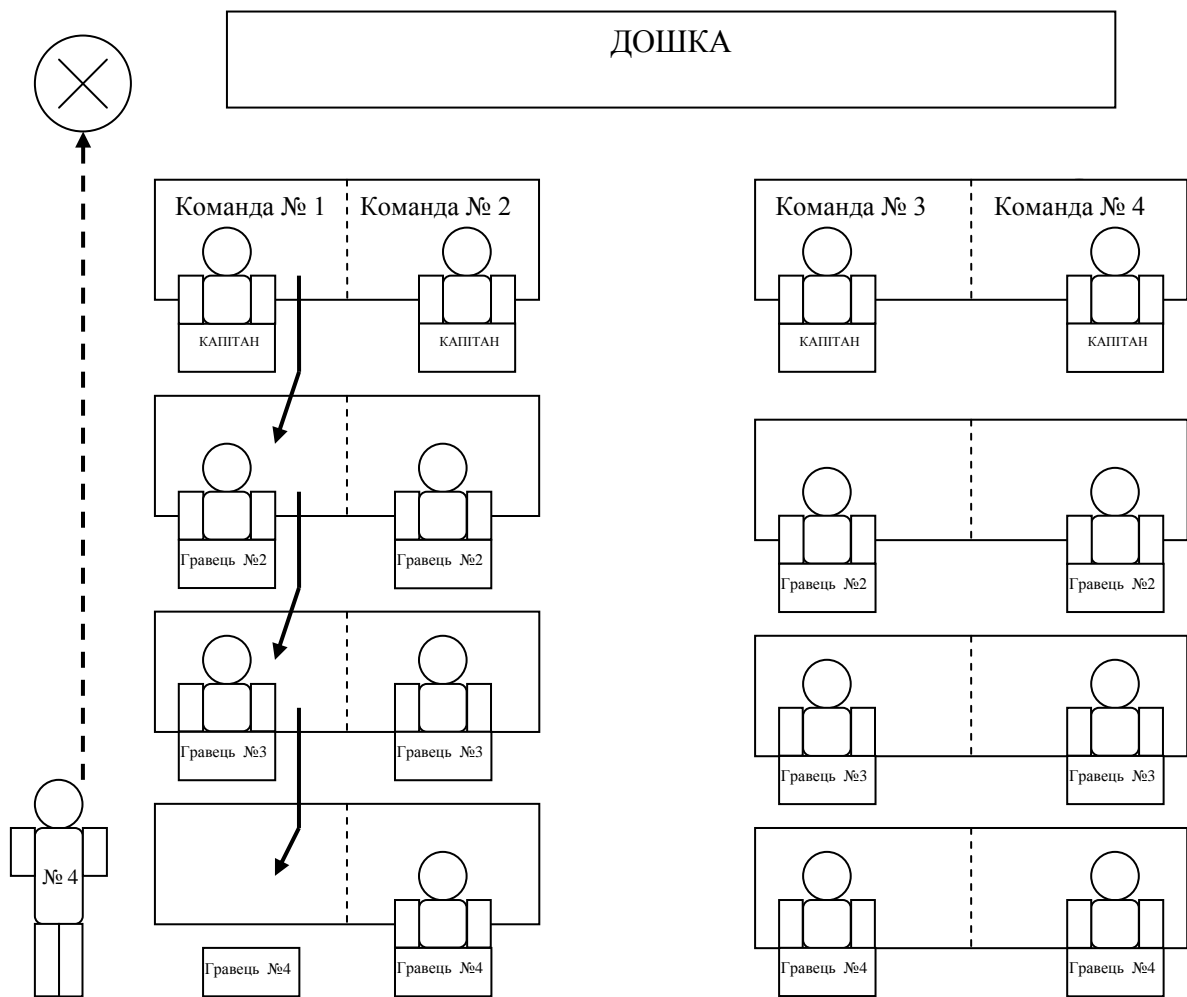 ДОШКА
Команда № 1 Команда № 2 Команда № 3 Команда № 4
КАПІТАН КАПІТАН КАПІТАН КАПІТАН
Гравець №2 Гравець №2 Гравець №2 Гравець №2
Гравець №3 Гравець №3 Гравець №3 Гравець №3
№ 4
Гравець №4 Гравець №4 Гравець №4 Гравець №4